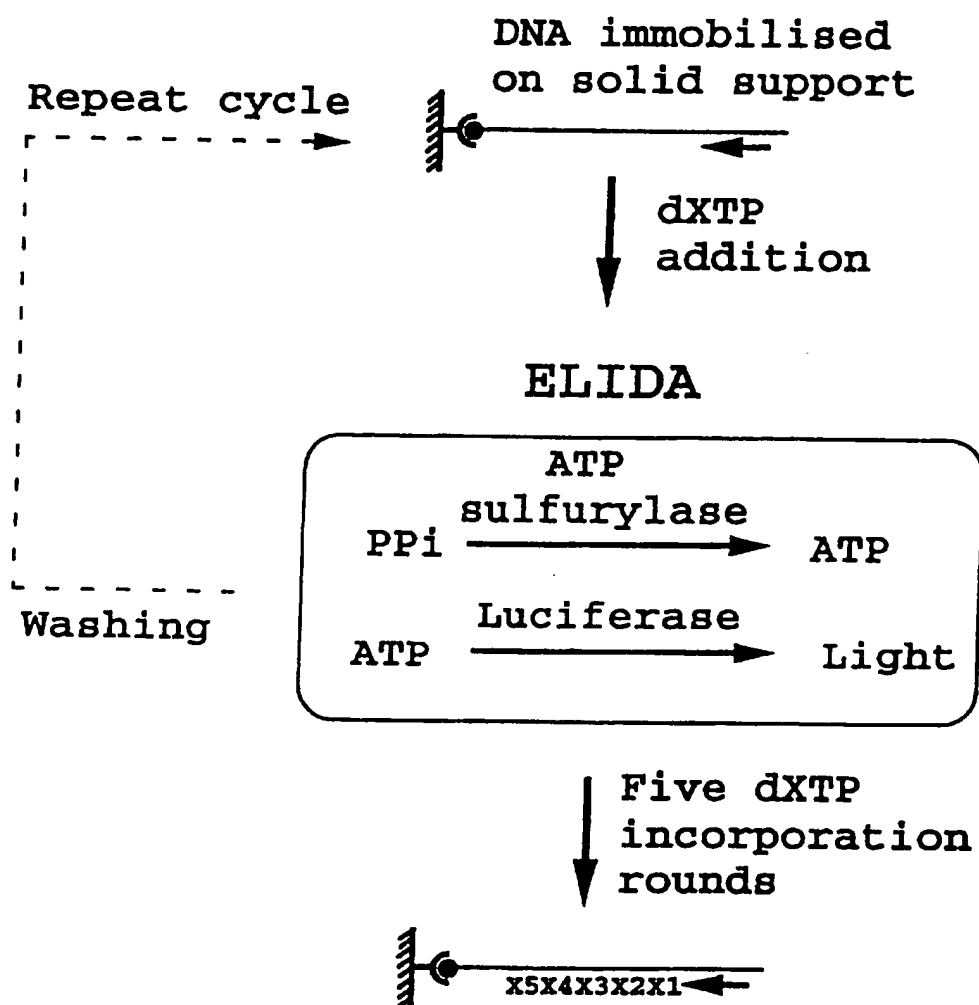 DNA immobilised
on solid support
Repeat cycle
dXTP
addition
ELIDA
ATP
sulfurylase
PPi
ATP
Washing
Luciferase
ATP
Light
Five dXTP
incorporation
rounds
X5X4X3X2X1